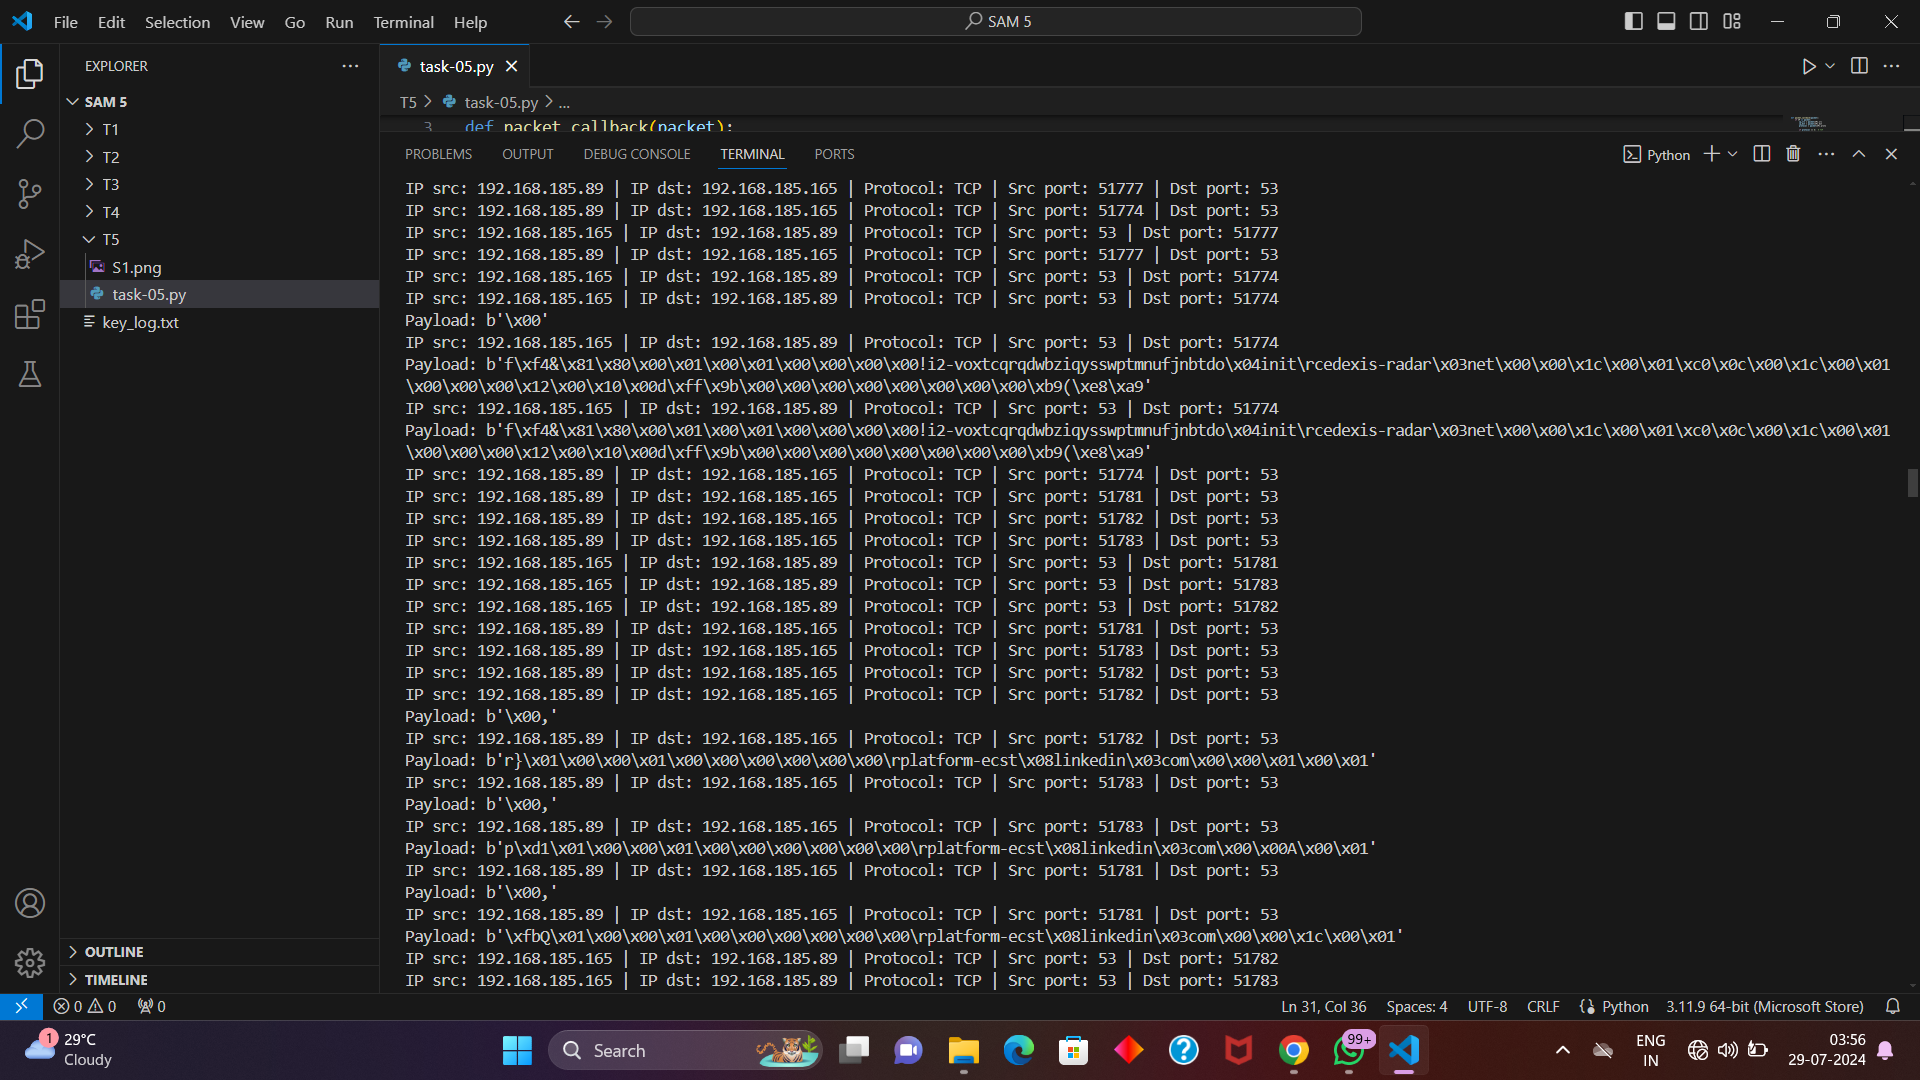 File Edit Selection View Go Run Terminal Help
SAM 5
EXPLORER
SAM 5
T1
T2
T3
T4
T5
S1.png
task-05.py
key_log.txt
OUTLINE
TIMELINE
task-05.py
T5 > task-05.py > ...
3 def packet_callback(packet):
PROBLEMS OUTPUT DEBUG CONSOLE TERMINAL PORTS
Python
IP src: 192.168.185.89 | IP dst: 192.168.185.165 | Protocol: TCP | Src port: 51777 | Dst port: 53
IP src: 192.168.185.89 | IP dst: 192.168.185.165 | Protocol: TCP | Src port: 51774 | Dst port: 53
IP src: 192.168.185.165 | IP dst: 192.168.185.89 | Protocol: TCP | Src port: 53 | Dst port: 51777
IP src: 192.168.185.89 | IP dst: 192.168.185.165 | Protocol: TCP | Src port: 51777 | Dst port: 53
IP src: 192.168.185.165 | IP dst: 192.168.185.89 | Protocol: TCP | Src port: 53 | Dst port: 51774
IP src: 192.168.185.165 | IP dst: 192.168.185.89 | Protocol: TCP | Src port: 53 | Dst port: 51774
Payload: b'\x00'
IP src: 192.168.185.165 | IP dst: 192.168.185.89 | Protocol: TCP | Src port: 53 | Dst port: 51774
Payload: b'f\xf4&\x81\x80\x00\x01\x00\x01\x00\x00\x00\x00!i2-voxtcqrqdwbziqysswptmnufjnbtdo\x04init\rcedexis-radar\x03net\x00\x00\x1c\x00\x01\xc0\x0c\x00\x1c\x00\x01
\x00\x00\x00\x12\x00\x10\x00d\xff\x9b\x00\x00\x00\x00\x00\x00\x00\x00\xb9(\xe8\xa9'
IP src: 192.168.185.165 | IP dst: 192.168.185.89 | Protocol: TCP | Src port: 53 | Dst port: 51774
Payload: b'f\xf4&\x81\x80\x00\x01\x00\x01\x00\x00\x00\x00!i2-voxtcqrqdwbziqysswptmnufjnbtdo\x04init\rcedexis-radar\x03net\x00\x00\x1c\x00\x01\xc0\x0c\x00\x1c\x00\x01
\x00\x00\x00\x12\x00\x10\x00d\xff\x9b\x00\x00\x00\x00\x00\x00\x00\x00\xb9(\xe8\xa9'
IP src: 192.168.185.89 | IP dst: 192.168.185.165 | Protocol: TCP | Src port: 51774 | Dst port: 53
IP src: 192.168.185.89 | IP dst: 192.168.185.165 | Protocol: TCP | Src port: 51781 | Dst port: 53
IP src: 192.168.185.89 | IP dst: 192.168.185.165 | Protocol: TCP | Src port: 51782 | Dst port: 53
IP src: 192.168.185.89 | IP dst: 192.168.185.165 | Protocol: TCP | Src port: 51783 | Dst port: 53
IP src: 192.168.185.165 | IP dst: 192.168.185.89 | Protocol: TCP | Src port: 53 | Dst port: 51781
IP src: 192.168.185.165 | IP dst: 192.168.185.89 | Protocol: TCP | Src port: 53 | Dst port: 51783
IP src: 192.168.185.165 | IP dst: 192.168.185.89 | Protocol: TCP | Src port: 53 | Dst port: 51782
IP src: 192.168.185.89 | IP dst: 192.168.185.165 | Protocol: TCP | Src port: 51781 | Dst port: 53
IP src: 192.168.185.89 | IP dst: 192.168.185.165 | Protocol: TCP | Src port: 51783 | Dst port: 53
IP src: 192.168.185.89 | IP dst: 192.168.185.165 | Protocol: TCP | Src port: 51782 | Dst port: 53
IP src: 192.168.185.89 | IP dst: 192.168.185.165 | Protocol: TCP | Src port: 51782 | Dst port: 53
Payload: b'\x00,'
IP src: 192.168.185.89 | IP dst: 192.168.185.165 | Protocol: TCP | Src port: 51782 | Dst port: 53
Payload: b'r}\x01\x00\x00\x01\x00\x00\x00\x00\x00\x00\rplatform-ecst\x08linkedin\x03com\x00\x00\x01\x00\x01'
IP src: 192.168.185.89 | IP dst: 192.168.185.165 | Protocol: TCP | Src port: 51783 | Dst port: 53
Payload: b'\x00,'
IP src: 192.168.185.89 | IP dst: 192.168.185.165 | Protocol: TCP | Src port: 51783 | Dst port: 53
Payload: b'p\xd1\x01\x00\x00\x01\x00\x00\x00\x00\x00\x00\rplatform-ecst\x08linkedin\x03com\x00\x00A\x00\x01'
IP src: 192.168.185.89 | IP dst: 192.168.185.165 | Protocol: TCP | Src port: 51781 | Dst port: 53
Payload: b'\x00,'
IP src: 192.168.185.89 | IP dst: 192.168.185.165 | Protocol: TCP | Src port: 51781 | Dst port: 53
Payload: b'\xfbQ\x01\x00\x00\x01\x00\x00\x00\x00\x00\x00\rplatform-ecst\x08linkedin\x03com\x00\x00\x1c\x00\x01'
IP src: 192.168.185.165 | IP dst: 192.168.185.89 | Protocol: TCP | Src port: 53 | Dst port: 51782
IP src: 192.168.185.165 | IP dst: 192.168.185.89 | Protocol: TCP | Src port: 53 | Dst port: 51783
0 0 0 Ln 31, Col 36 Spaces: 4 UTF-8 CRLF Python 3.11.9 64-bit (Microsoft Store)
1
29°C
Cloudy
Search
99+
ENG
IN
03:56
29-07-2024